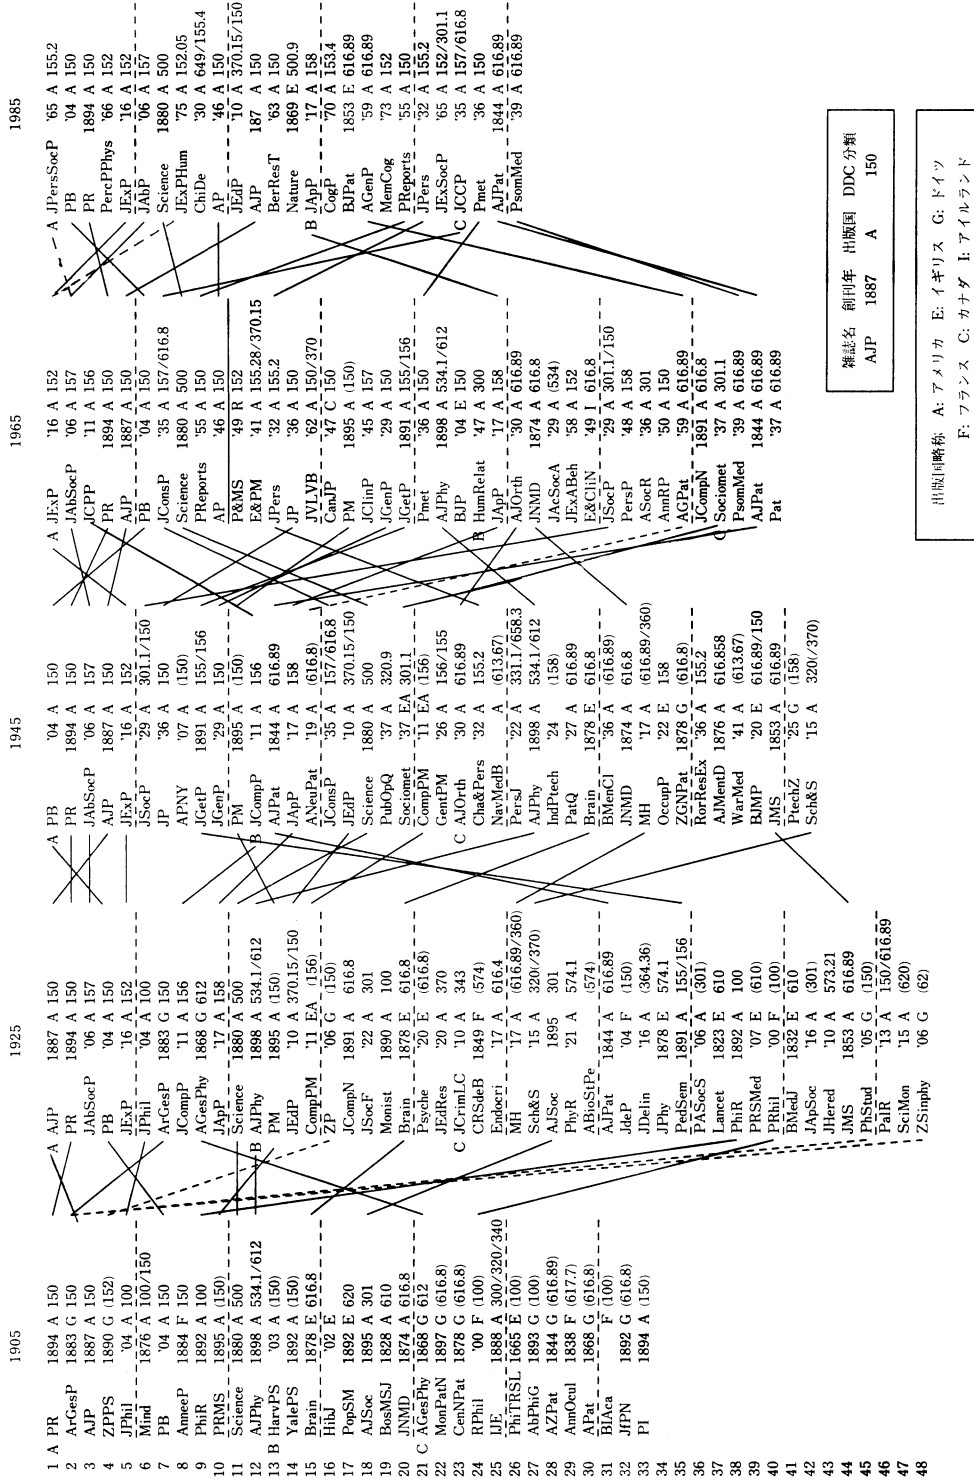 1905
1 A PR 1894 A 150
2 ArGesP 1883 G 150
3 AJP 1887 A 150
4 ZPPS 1890 G (152)
5 JPhil '04 A 100
6 Mind 1876 A 100/150
7 PB '04 A 150
8 AnneeP 1884 F 150
9 PhiR 1892 A 100
10 PRMS 1895 A (150)
11 Science 1880 A 500
12 AJPhy 1898 A 534.1/612
13 B HarvPS '03 A (150)
14 YalePS 1892 A (150)
15 Brain 1878 E 616.8
16 HibJ '02 E
17 PopSM 1892 E 620
18 AJSoc 1895 A 301
19 BosMSJ 1828 A 610
20 JNMD 1874 A 616.8
21 C AGesPhy 1868 G 612
22 MonPatN 1897 G (616.8)
23 CenNPat 1878 G (616.8)
24 RPhil '00 F (100)
25 IJE 1888 A 300/320/340
26 PhiTRSL 1665 E (100)
27 AbPhiG 1893 G (100)
28 AZPat 1844 G (616.89)
29 AmOcul 1838 F (617.7)
30 APat 1868 G (616.8)
31 BIAca F (100)
32 JfPN 1892 G (616.8)
33 PI 1894 A (150)
34
35
36
37
38
39
40
41
42
43
44
45
46
47
48
1925
A AJP 1887 A 150
PR 1894 A 150
JAbSocP '06 A 157
PB '04 A 150
JExP '16 A 152
JPhil '04 A 100
ArGesP 1883 G 150
JCompP '11 A 156
AGesPhy 1868 G 612
JApP '17 A 158
Science 1880 A 500
AJPhy 1898 A 534.1/612
B PM 1895 A (150)
JEdP '10 A 370.15/150
CompPM '11 EA (156)
ZP '06 G (150)
JCompN 1891 A 616.8
JSocF '22 A 301
Monist 1890 A 100
Brain 1878 E 616.8
Psyche '20 E (616.8)
JEdRes '20 A 370
C JCrimLC '10 A 343
CRSdeB 1849 F (574)
Endocri '17 A 616.4
MH '17 A (616.89/360)
Sch&S '15 A 320(/370)
AJSoc 1895 301
PhyR '21 A 574.1
ABioStPe (574)
AJPat 1844 A 616.89
JdeP '04 F (150)
JDelin '16 A (364.36)
JPhy 1878 E 574.1
PedSem 1891 A 155/156
PASocS '06 A (301)
Lancet 1823 E 610
PhiR 1892 A 100
PRSMed '07 E (610)
RPhil '00 F (100)
BMedJ 1832 E 610
JApSoc '16 A (301)
JHered '10 A 573.21
JMS 1853 A 616.89
PhStud '05 G (150)
PalR '13 A 150/616.89
SciMon '15 A (620)
ZSinphy '06 G (62)
1945
A PB '04 A 150
PR 1894 A 150
JAbSocP '06 A 157
AJP 1887 A 150
JExP '16 A 152
JSocP '29 A 301.1/150
JP '36 A 150
APNY '07 A (150)
JGetP 1891 A 155/156
JGenP '29 A 150
PM 1895 A (150)
B JCompP '11 A 156
AJPat 1844 A 616.89
JApP '17 A 158
ANeuPat '19 A (616.8)
JConsP '35 A 157/616.8
JEdP '10 A 370.15/150
Science 1880 A 500
PubOpQ '37 A 320.9
Sociomet '37 EA 301.1
CompPM '11 EA (156)
GentPM '26 A 156/155
C AJOrth '30 A 616.89
Cha&Pers '32 A 155.2
NavMedB A (613.67)
PersJ '22 A 331.1/658.3
AJPhy 1898 A 534.1/612
IndPtech '24 (158)
PatQ '27 A 616.89
Brain 1878 E 616.8
BMenCl '36 A (616.89)
JNMD 1874 A 616.8
MH '17 A (616.89/360)
OccupP '22 E 158
ZGNPat 1878 G (616.8)
RorResEx '36 A 155.2
AJMentD 1876 A 616.858
WarMed '41 A (613.67)
BJMP '20 E 616.89/150
JMS 1853 A 616.89
PtechZ '25 G (158)
Sch&S '15 A 320(/370)
1965
A JExP '16 A 152
JAbSocP '06 A 157
JCPP '11 A 156
PR 1894 A 150
AJP 1887 A 150
PB '04 A 150
JConsP '35 A 157/616.8
Science 1880 A 500
PReports '55 A 150
AP '46 A 150
P&MS '49 R 152
E&PM '41 A 155.28/370.15
JPers '32 A 155.2
JP '36 A 150
JVLVB '62 A 150/370
CanJP '47 C 150
PM 1895 A (150)
JClinP '45 A 157
JGenP '29 A 150
JGetP 1891 A 155/156
Pmet '36 A 150
AJPhy 1898 A 534.1/612
BJP '04 E 150
B HumRelat '47 A 300
JApP '17 A 158
AJOrth '30 A 616.89
JNMD 1874 A 616.8
JAcSocA '29 A (534)
JExABeh '58 A 152
E&CliN '49 I 616.8
JSocP '29 A 301.1/150
PersP '48 A 158
ASocR '36 A 301
AnnRP '50 A 150
AGPat '59 A 616.89
JCompN 1891 A 616.8
C Sociomet '37 A 301.1
PsomMed '39 A 616.89
AJPat 1844 A 616.89
Pat '37 A 616.89
1985
A JPersSocP '65 A 155.2
PB '04 A 150
PR 1894 A 150
PercPPhys '66 A 152
JExP '16 A 152
JAbP '06 A 157
Science 1880 A 500
JExPHum '75 A 152.05
ChiDe '30 A 649/155.4
AP '46 A 150
JEdP '10 A 370.15/150
AJP 187 A 150
BerResT '63 A 150
Nature 1869 E 500.9
JApP '17 A 158
B CogP '70 A 153.4
BJPat 1853 E 616.89
AGenP '59 A 616.89
MemCog '73 A 152
PReports '55 A 150
JPers '32 A 155.2
JExSocP '65 A 152/301.1
C JCCP '35 A 157/616.8
Pmet '36 A 150
AJPat 1844 A 616.89
PsomMed '39 A 616.89
雑誌名 創刊年 出版国 DDC 分類
AJP 1887 A 150
出版国略称 A: アメリカ E: イギリス G: ドイツ
F: フランス C: カナダ I: アイルランド